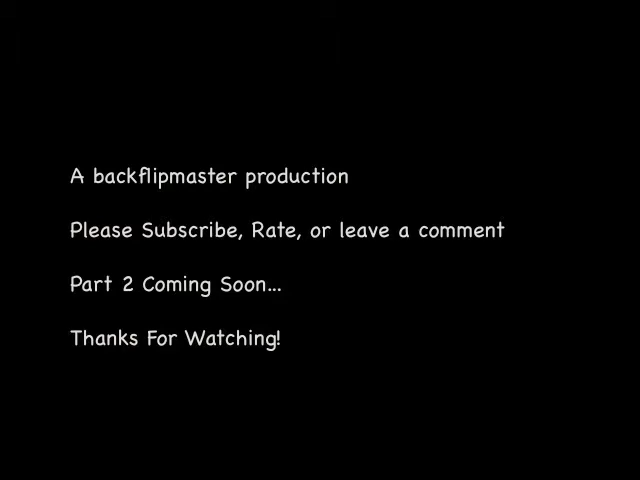 A backflipmaster production
Please Subscribe, Rate, or leave a comment
Part 2 Coming Soon...
Thanks For Watching!